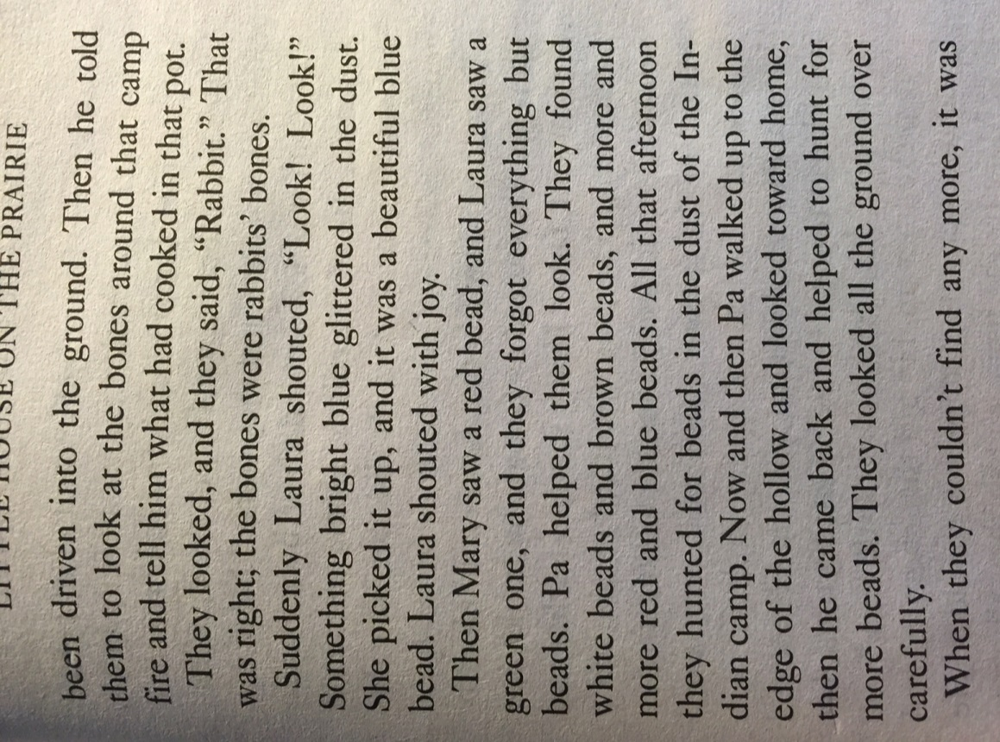 LITTLE HOUSE ON THE PRAIRIE
been driven into the ground. Then he told
them to look at the bones around that camp
fire and tell him what had cooked in that pot.
They looked, and they said, “Rabbit.” That
was right; the bones were rabbits’ bones.
Suddenly Laura shouted, “Look! Look!”
Something bright blue glittered in the dust.
She picked it up, and it was a beautiful blue
bead. Laura shouted with joy.
Then Mary saw a red bead, and Laura saw a
green one, and they forgot everything but
beads. Pa helped them look. They found
white beads and brown beads, and more and
more red and blue beads. All that afternoon
they hunted for beads in the dust of the In-
dian camp. Now and then Pa walked up to the
edge of the hollow and looked toward home,
then he came back and helped to hunt for
more beads. They looked all the ground over
carefully.
When they couldn’t find any more, it was